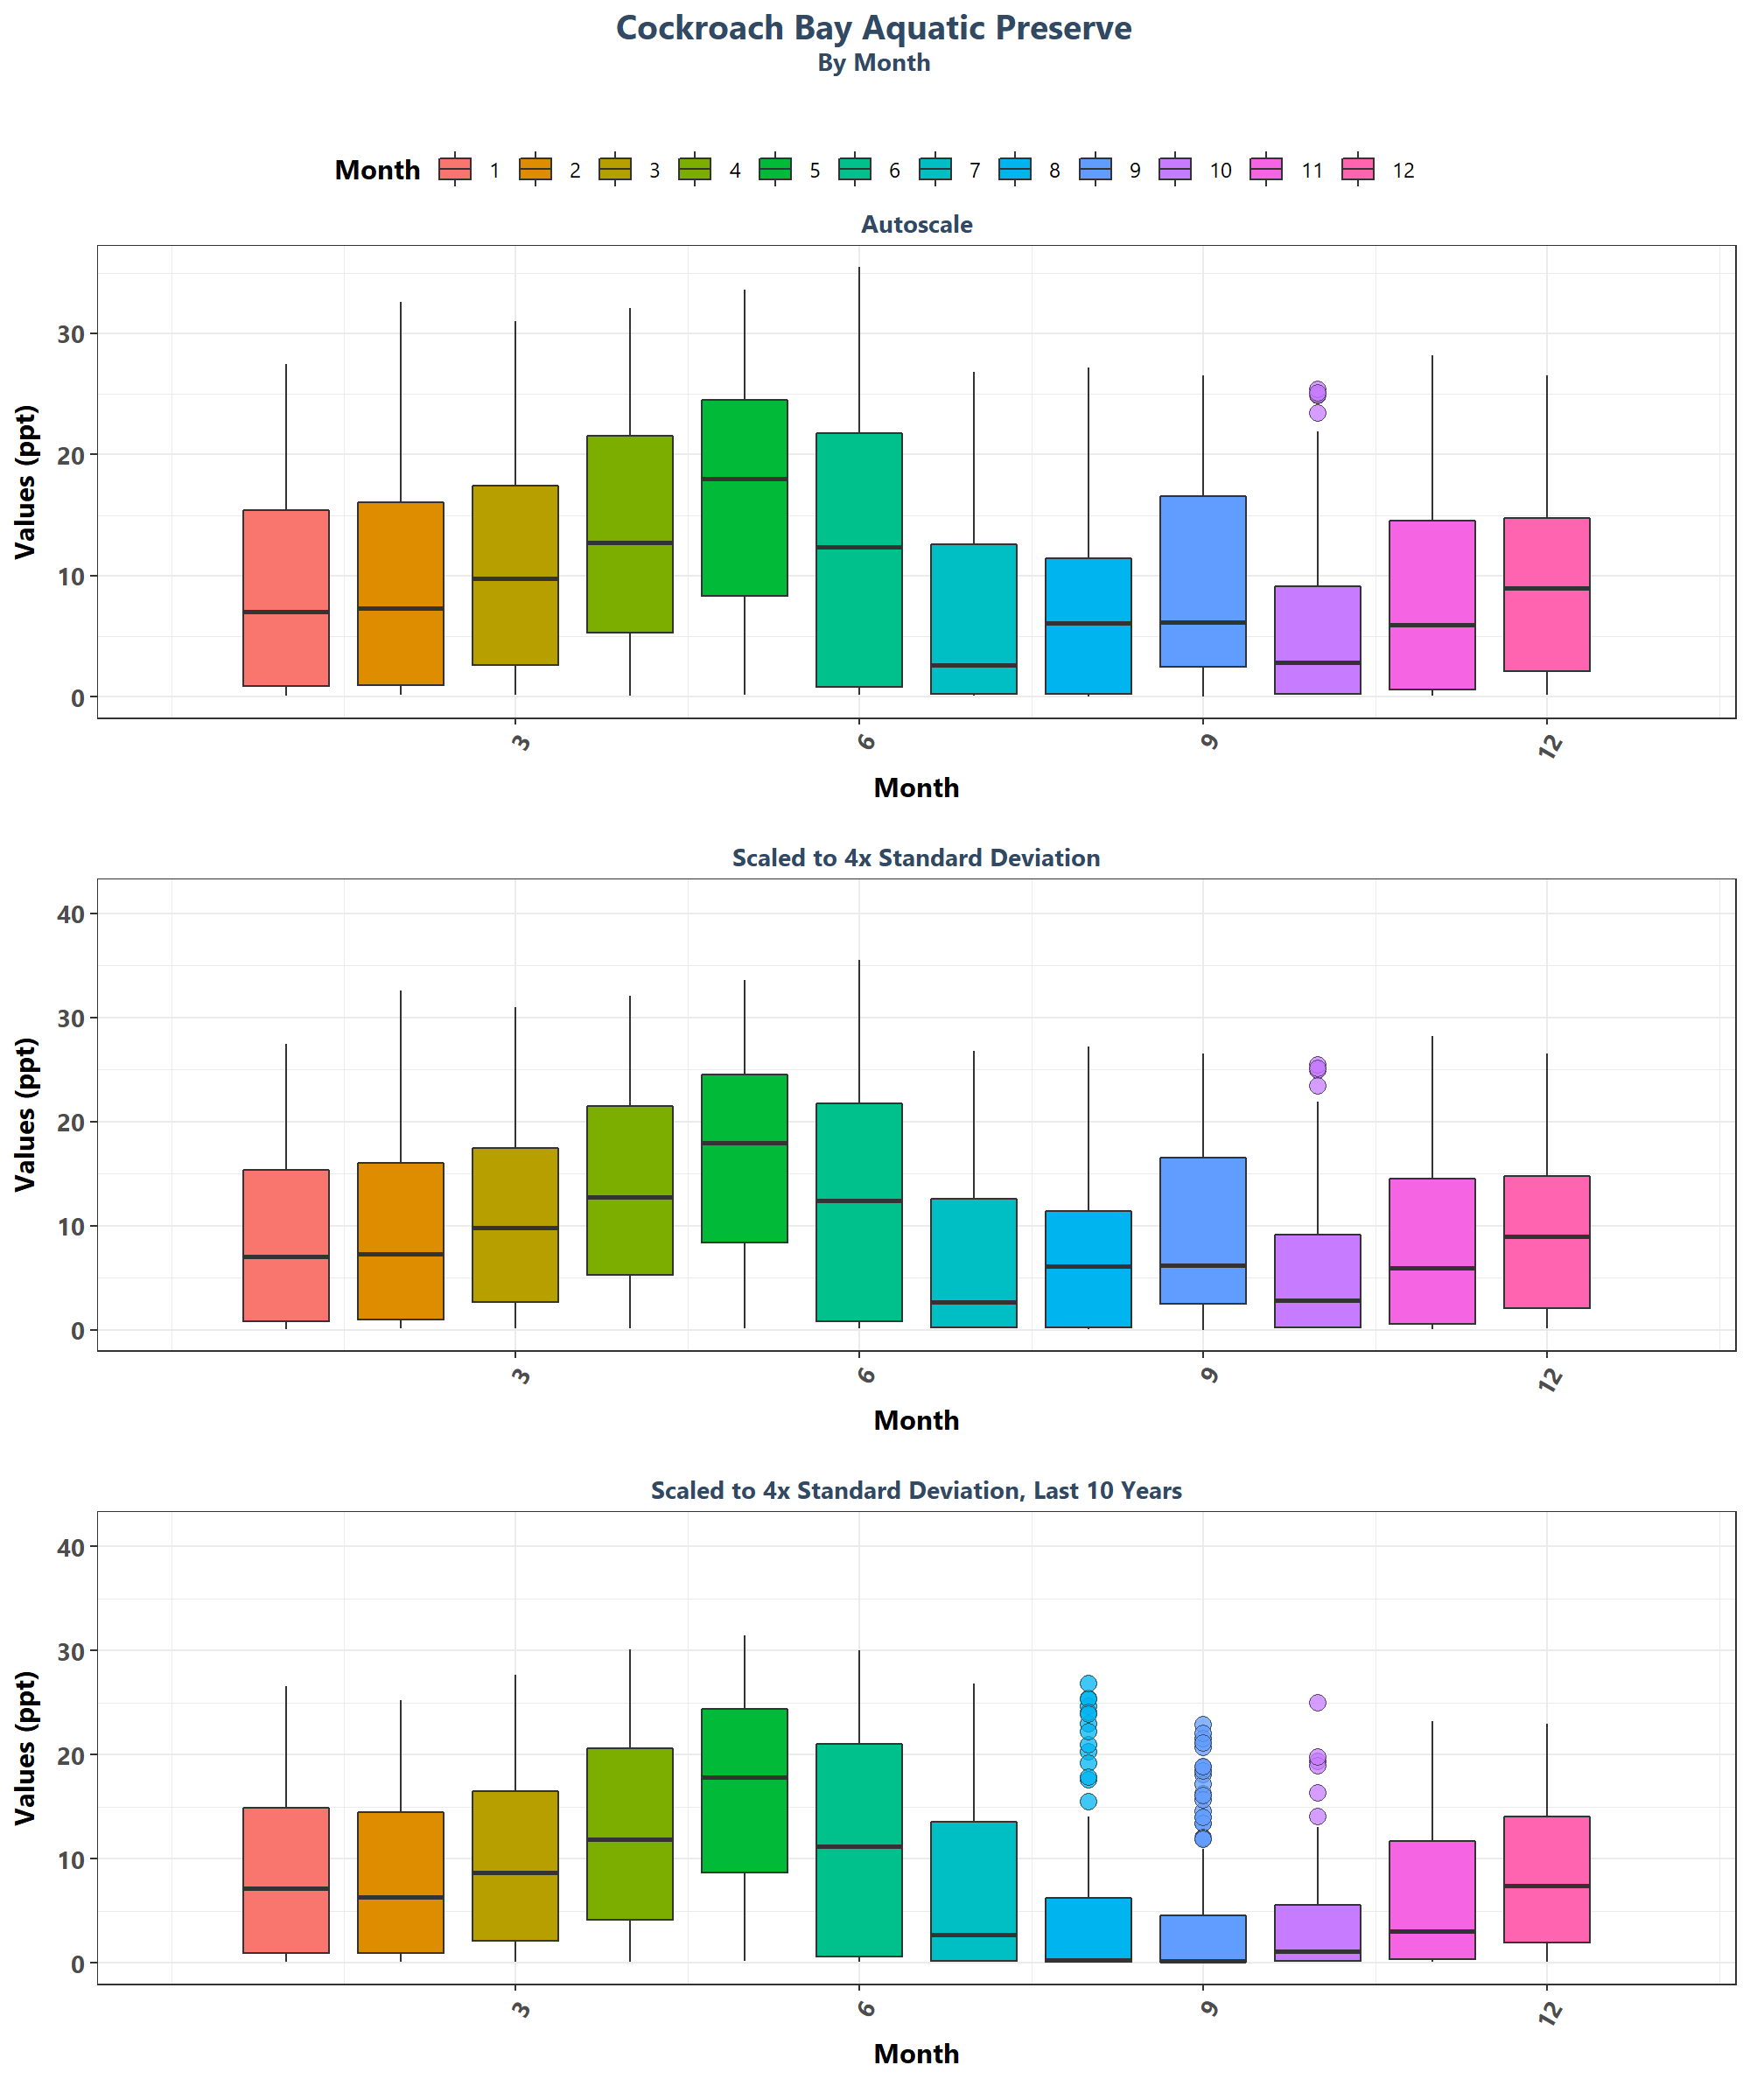 Cockroach Bay Aquatic Preserve
By Month
Month 1 2 3 4 5 6 7 8 9 10 11 12
Autoscale
Values (ppt)
30
20
10
0
3 6 9 12
Month
Scaled to 4x Standard Deviation
Values (ppt)
40
30
20
10
0
3 6 9 12
Month
Scaled to 4x Standard Deviation, Last 10 Years
Values (ppt)
40
30
20
10
0
3 6 9 12
Month